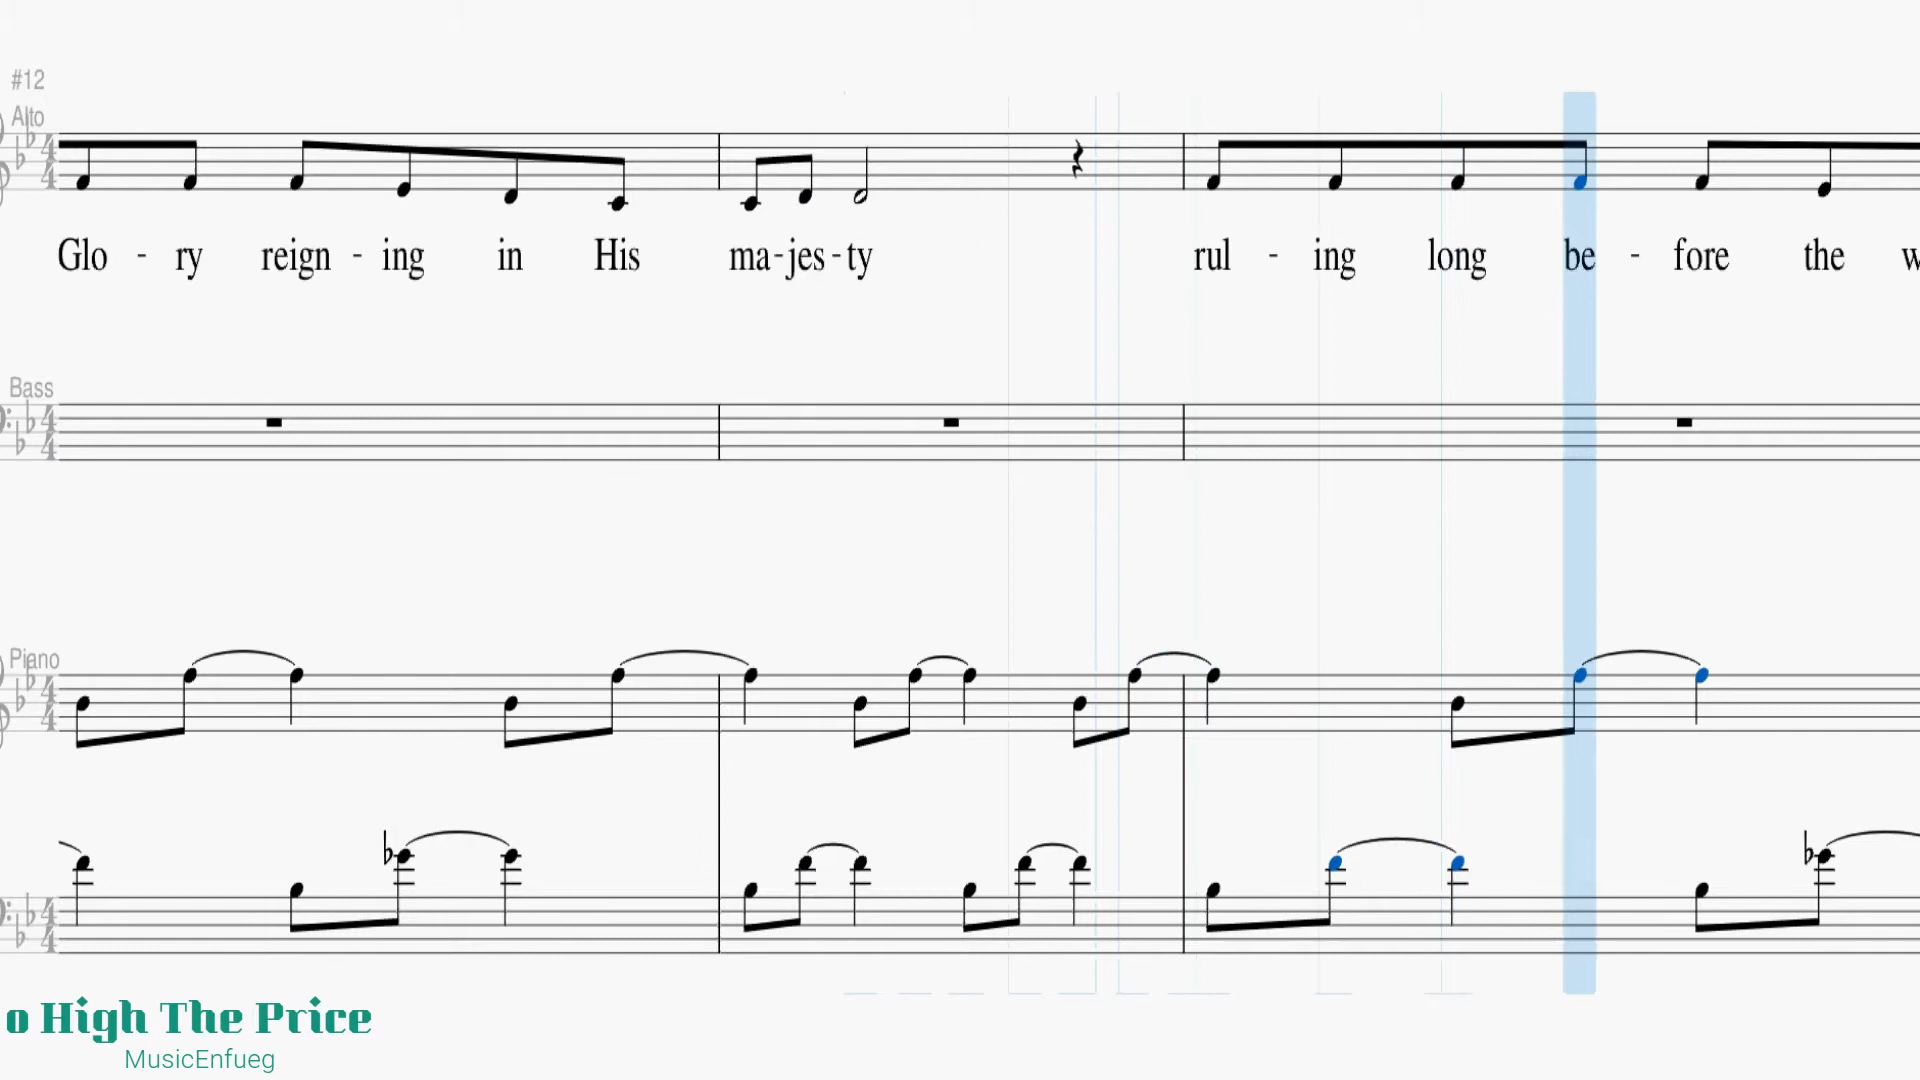 #12
Alto
Glo - ry reign - ing in His ma - jes - ty rul - ing long be - fore the w
Bass
Piano
o High The Price
MusicEnfueg